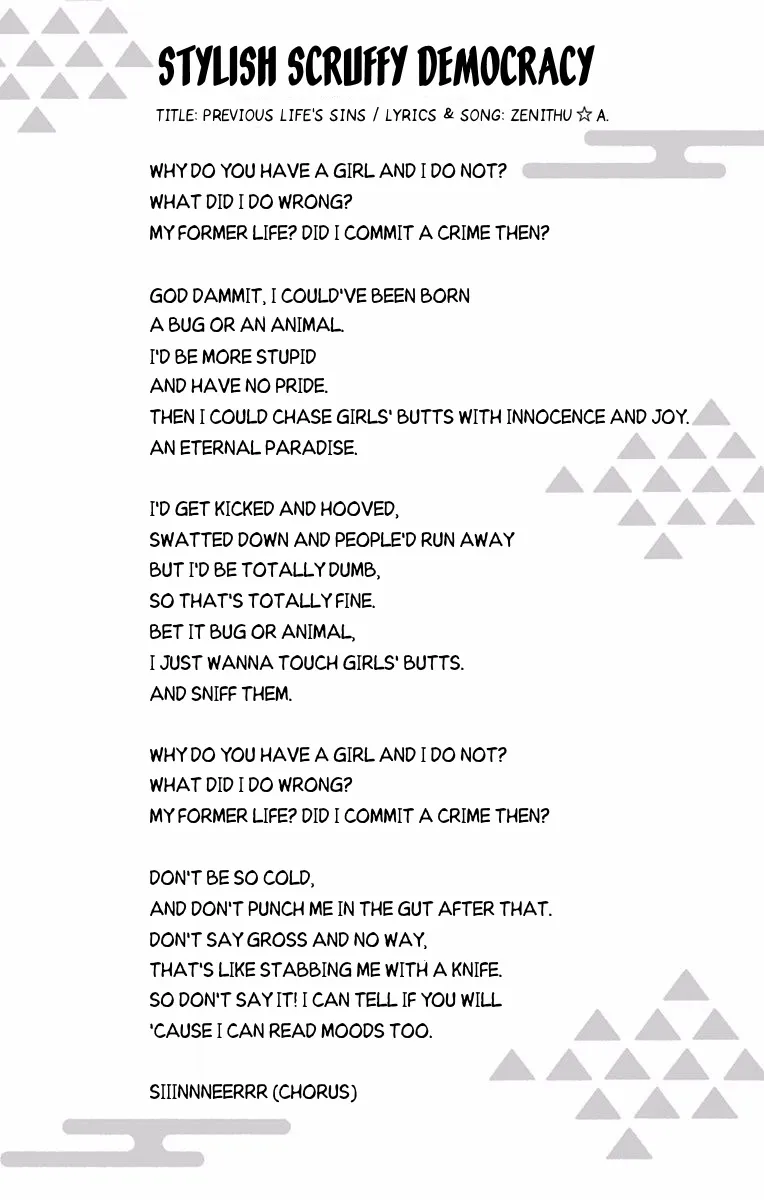 STYLISH SCRUFFY DEMOCRACY
TITLE: PREVIOUS LIFE'S SINS / LYRICS & SONG: ZENITHU ☆ A.
WHY DO YOU HAVE A GIRL AND I DO NOT?
WHAT DID I DO WRONG?
MY FORMER LIFE? DID I COMMIT A CRIME THEN?
GOD DAMMIT, I COULD'VE BEEN BORN
A BUG OR AN ANIMAL.
I'D BE MORE STUPID
AND HAVE NO PRIDE.
THEN I COULD CHASE GIRLS' BUTTS WITH INNOCENCE AND JOY.
AN ETERNAL PARADISE.
I'D GET KICKED AND HOOVED,
SWATTED DOWN AND PEOPLE'D RUN AWAY
BUT I'D BE TOTALLY DUMB,
SO THAT'S TOTALLY FINE.
BET IT BUG OR ANIMAL,
I JUST WANNA TOUCH GIRLS' BUTTS.
AND SNIFF THEM.
WHY DO YOU HAVE A GIRL AND I DO NOT?
WHAT DID I DO WRONG?
MY FORMER LIFE? DID I COMMIT A CRIME THEN?
DON'T BE SO COLD,
AND DON'T PUNCH ME IN THE GUT AFTER THAT.
DON'T SAY GROSS AND NO WAY,
THAT'S LIKE STABBING ME WITH A KNIFE.
SO DON'T SAY IT! I CAN TELL IF YOU WILL
'CAUSE I CAN READ MOODS TOO.
SIIINNNEERRR (CHORUS)